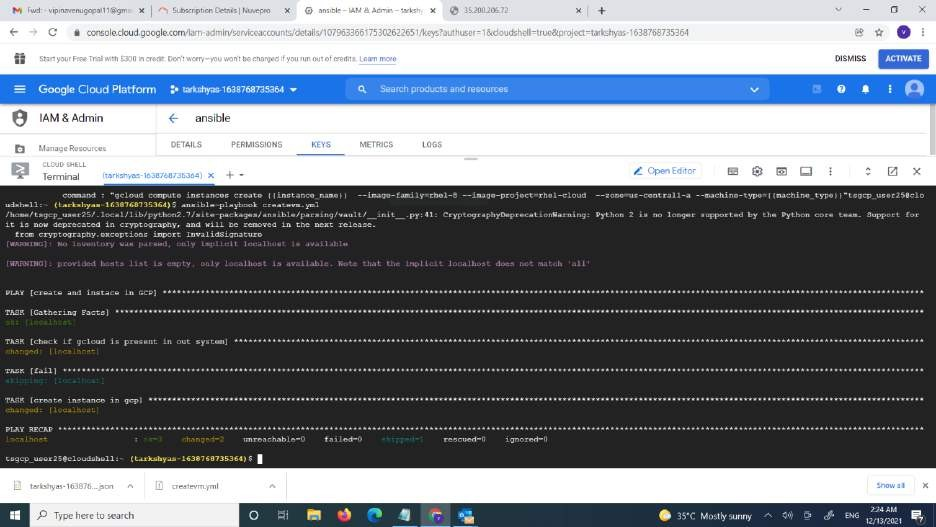 Fwd: - vipinavenugopal11@gma
Subscription Details | Nuvepro
ansible – IAM & Admin – tarksh
35.200.206.72
console.cloud.google.com/iam-admin/serviceaccounts/details/107963366175302622651/keys?authuser=1&cloudshell=true&project=tarkshyas-1638768735364
Start your Free Trial with $300 in credit. Don't worry—you won't be charged if you run out of credits. Learn more
DISMISS
ACTIVATE
Google Cloud Platform
tarkshyas-1638768735364
Search products and resources
IAM & Admin
ansible
Manage Resources
DETAILS PERMISSIONS KEYS METRICS LOGS
CLOUD SHELL
Terminal
(tarkshyas-1638768735364)
Open Editor
command : "gcloud compute instances create {{instance_name}} --image-family=rhel-8 --image-project=rhel-cloud --zone=us-central1-a --machine-type={{machine_type}}"tsgcp_user25@clo
udshell:~ (tarkshyas-1638768735364)$ ansible-playbook createvm.yml
/home/tsgcp_user25/.local/lib/python2.7/site-packages/ansible/parsing/vault/__init__.py:41: CryptographyDeprecationWarning: Python 2 is no longer supported by the Python core team. Support for
it is now deprecated in cryptography, and will be removed in the next release.
from cryptography.exceptions import InvalidSignature
[WARNING]: No inventory was parsed, only implicit localhost is available
[WARNING]: provided hosts list is empty, only localhost is available. Note that the implicit localhost does not match 'all'
PLAY [create and instace in GCP] ****
TASK [Gathering Facts] ****
ok: [localhost]
TASK [check if gcloud is present in out system] ****
changed: [localhost]
TASK [fail] ****
skipping: [localhost]
TASK [create instance in gcp] ****
changed: [localhost]
PLAY RECAP ****
localhost : ok=3 changed=2 unreachable=0 failed=0 skipped=1 rescued=0 ignored=0
tsgcp_user25@cloudshell:~ (tarkshyas-1638768735364)$
tarkshyas-163876....json
createvm.yml
Show all
Type here to search
35°C Mostly sunny
ENG
2:24 AM
12/13/2021